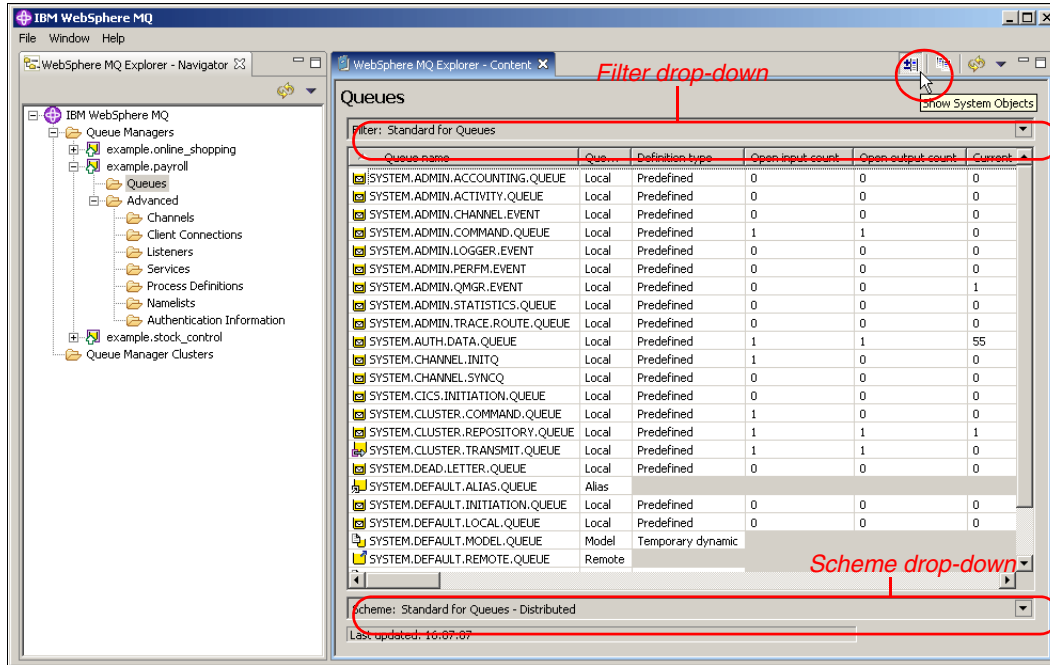 IBM WebSphere MQ
File Window Help
WebSphere MQ Explorer - Navigator
WebSphere MQ Explorer - Content
Filter drop-down
Show System Objects
IBM WebSphere MQ
Queue Managers
example.online_shopping
example.payroll
Queues
Advanced
Channels
Client Connections
Listeners
Services
Process Definitions
Namelists
Authentication Information
example.stock_control
Queue Manager Clusters
Queues
Filter: Standard for Queues
Queue name Que... Definition type Open input count Open output count Current
SYSTEM.ADMIN.ACCOUNTING.QUEUE Local Predefined 0 0 0
SYSTEM.ADMIN.ACTIVITY.QUEUE Local Predefined 0 0 0
SYSTEM.ADMIN.CHANNEL.EVENT Local Predefined 0 0 0
SYSTEM.ADMIN.COMMAND.QUEUE Local Predefined 1 1 0
SYSTEM.ADMIN.LOGGER.EVENT Local Predefined 0 0 0
SYSTEM.ADMIN.PERFM.EVENT Local Predefined 0 0 0
SYSTEM.ADMIN.QMGR.EVENT Local Predefined 0 0 1
SYSTEM.ADMIN.STATISTICS.QUEUE Local Predefined 0 0 0
SYSTEM.ADMIN.TRACE.ROUTE.QUEUE Local Predefined 0 0 0
SYSTEM.AUTH.DATA.QUEUE Local Predefined 1 1 55
SYSTEM.CHANNEL.INITQ Local Predefined 1 0 0
SYSTEM.CHANNEL.SYNCQ Local Predefined 0 0 0
SYSTEM.CICS.INITIATION.QUEUE Local Predefined 0 0 0
SYSTEM.CLUSTER.COMMAND.QUEUE Local Predefined 1 0 0
SYSTEM.CLUSTER.REPOSITORY.QUEUE Local Predefined 1 1 1
SYSTEM.CLUSTER.TRANSMIT.QUEUE Local Predefined 1 1 0
SYSTEM.DEAD.LETTER.QUEUE Local Predefined 0 0 0
SYSTEM.DEFAULT.ALIAS.QUEUE Alias
SYSTEM.DEFAULT.INITIATION.QUEUE Local Predefined 0 0 0
SYSTEM.DEFAULT.LOCAL.QUEUE Local Predefined 0 0 0
SYSTEM.DEFAULT.MODEL.QUEUE Model Temporary dynamic
SYSTEM.DEFAULT.REMOTE.QUEUE Remote
Scheme drop-down
Scheme: Standard for Queues - Distributed
Last updated: 16:07:07